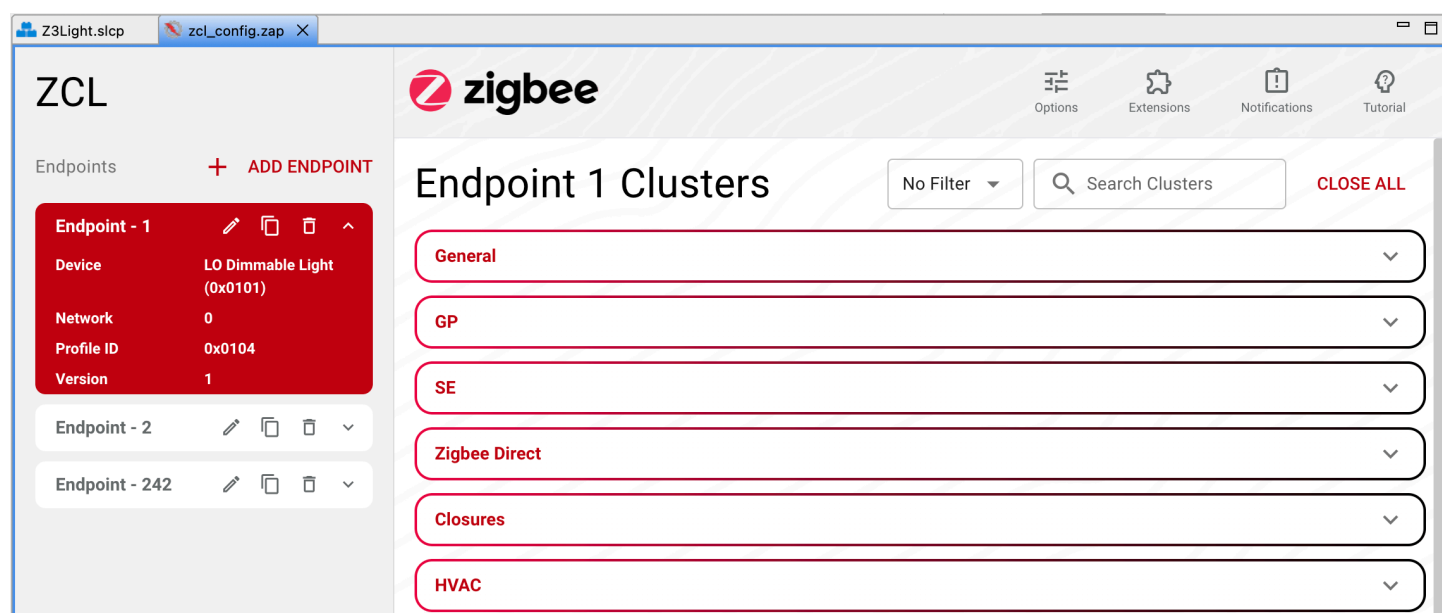 Z3Light.slcp
zcl_config.zap
ZCL
zigbee
Options
Extensions
Notifications
Tutorial
Endpoints
ADD ENDPOINT
Endpoint 1 Clusters
No Filter
Search Clusters
CLOSE ALL
Endpoint - 1
Device
LO Dimmable Light
(0x0101)
Network
0
Profile ID
0x0104
Version
1
Endpoint - 2
Endpoint - 242
General
GP
SE
Zigbee Direct
Closures
HVAC